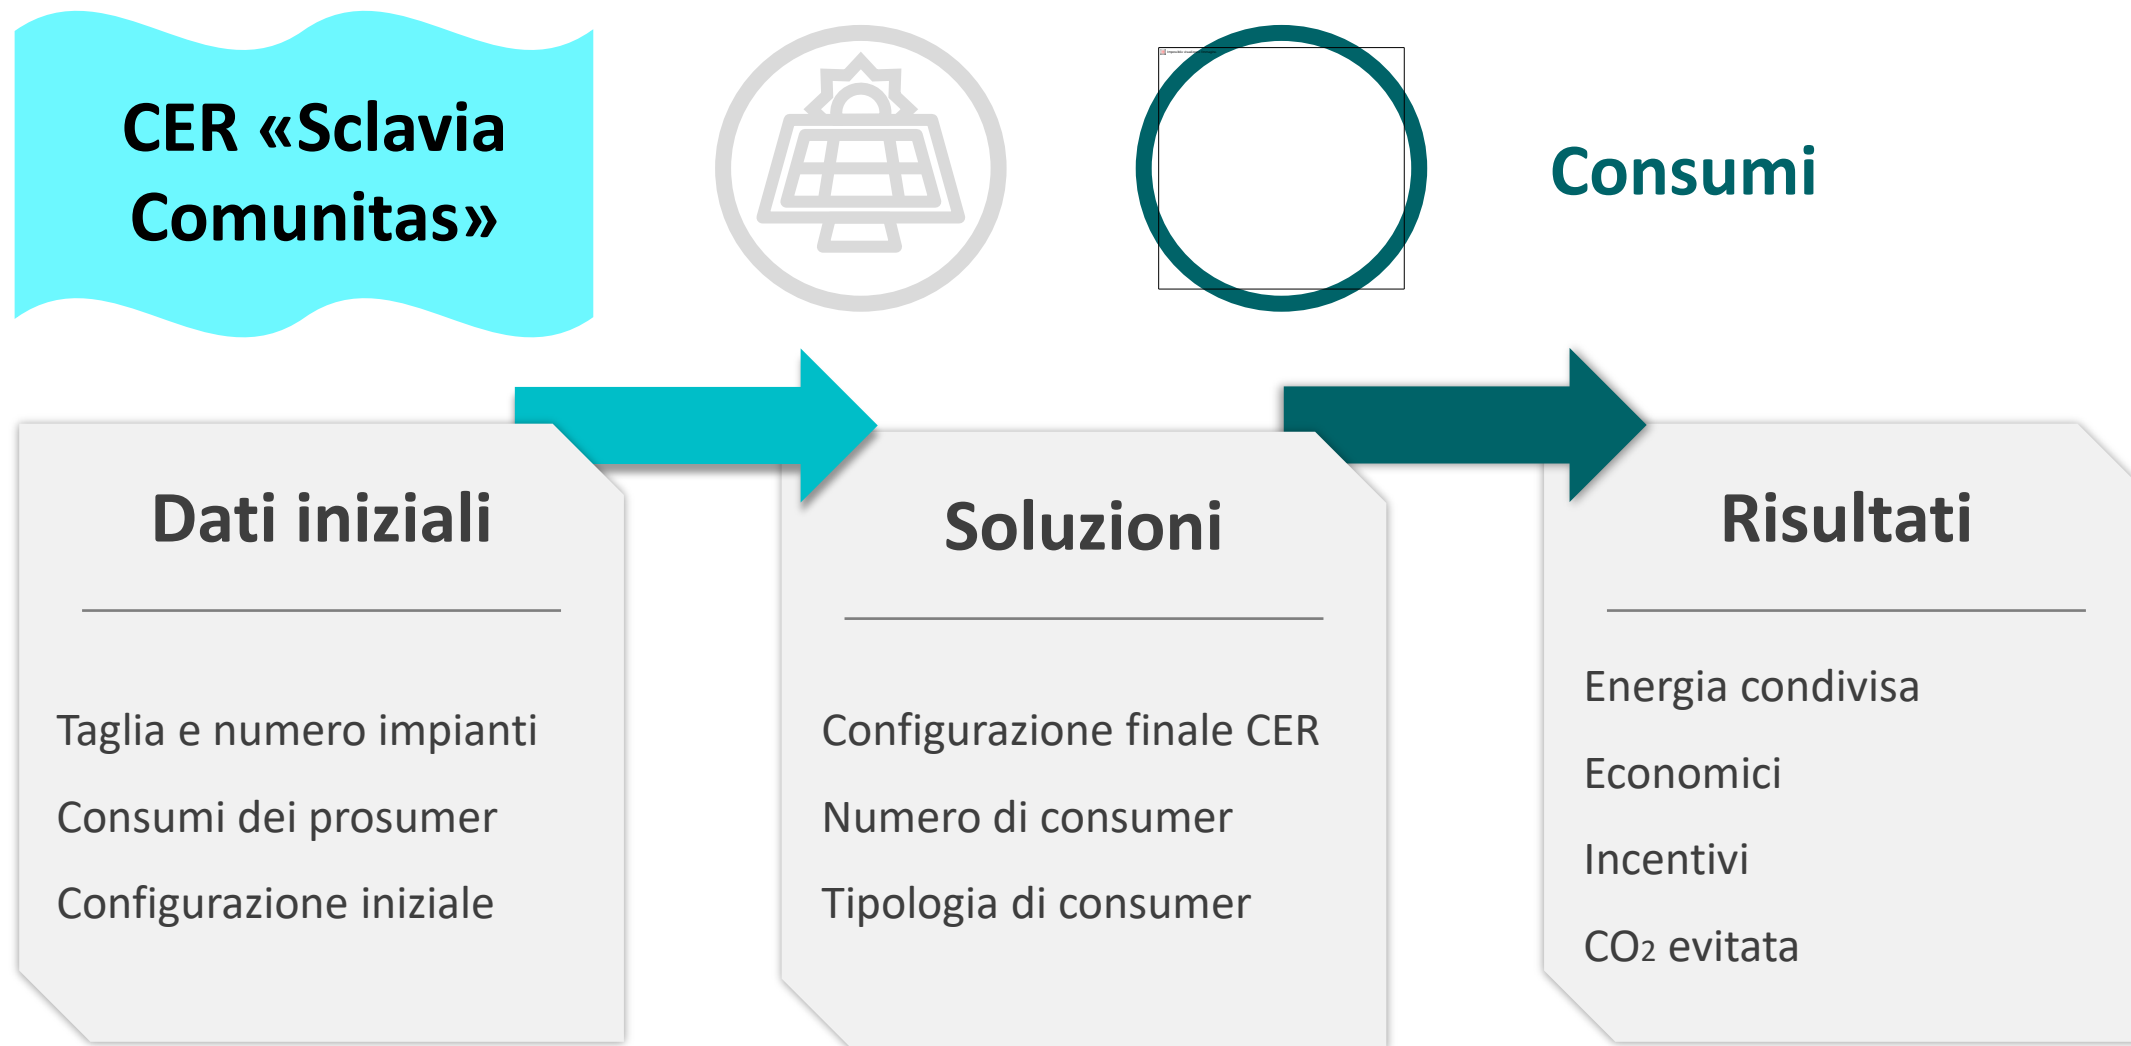 CER «Sclavia
Comunitas»
Consumi
Dati iniziali
Taglia e numero impianti
Consumi dei prosumer
Configurazione iniziale
Soluzioni
Configurazione finale CER
Numero di consumer
Tipologia di consumer
Risultati
Energia condivisa
Economici
Incentivi
CO2 evitata